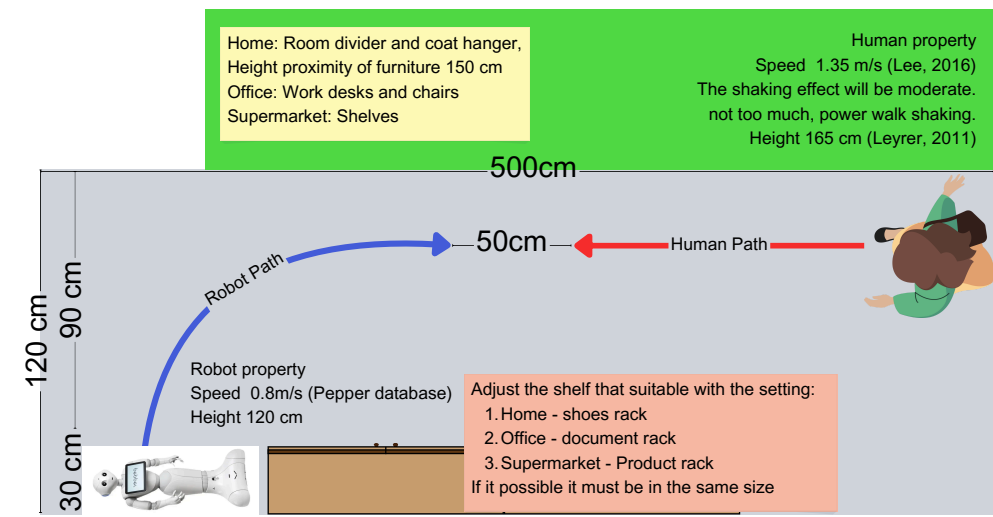 Home: Room divider and coat hanger,
Height proximity of furniture 150 cm
Office: Work desks and chairs
Supermarket: Shelves
Human property
Speed  1.35 m/s (Lee, 2016)
The shaking effect will be moderate.
not too much, power walk shaking.
Height 165 cm (Leyrer, 2011)
500cm
50cm
Human Path
Robot Path
120 cm
90 cm
30 cm
Robot property
Speed  0.8m/s (Pepper database)
Height 120 cm
Adjust the shelf that suitable with the setting:
1. Home - shoes rack
2. Office - document rack
3. Supermarket - Product rack
If it possible it must be in the same size